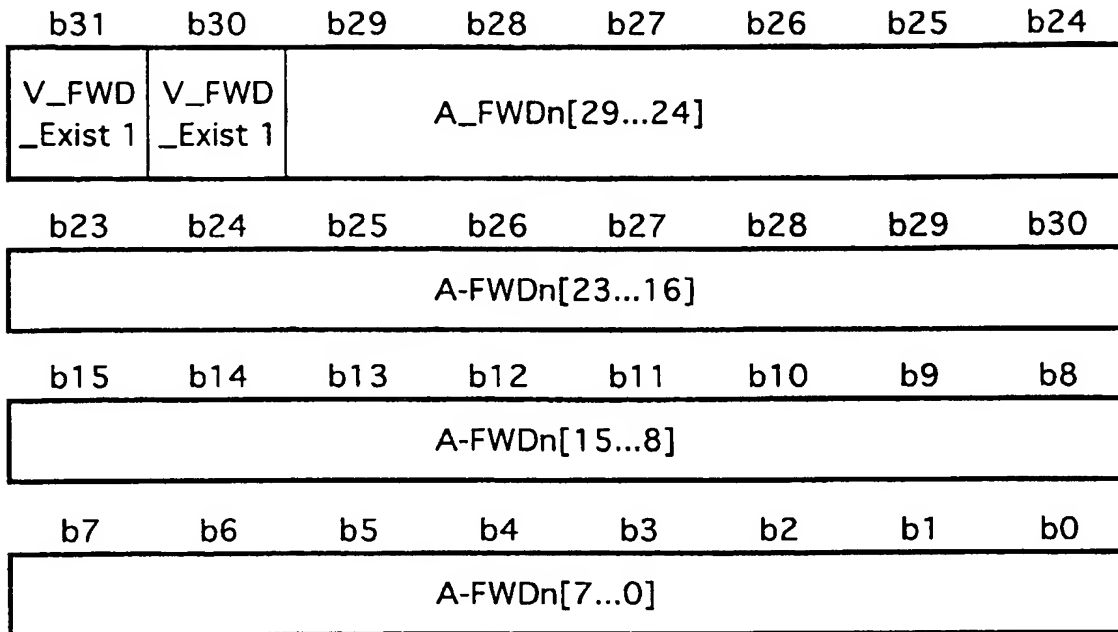 b31 b30 b29 b28 b27 b26 b25 b24
V_FWD V_FWD A_FWDn[29...24]
_Exist 1 _Exist 1
b23 b24 b25 b26 b27 b28 b29 b30
A-FWDn[23...16]
b15 b14 b13 b12 b11 b10 b9 b8
A-FWDn[15...8]
b7 b6 b5 b4 b3 b2 b1 b0
A-FWDn[7...0]